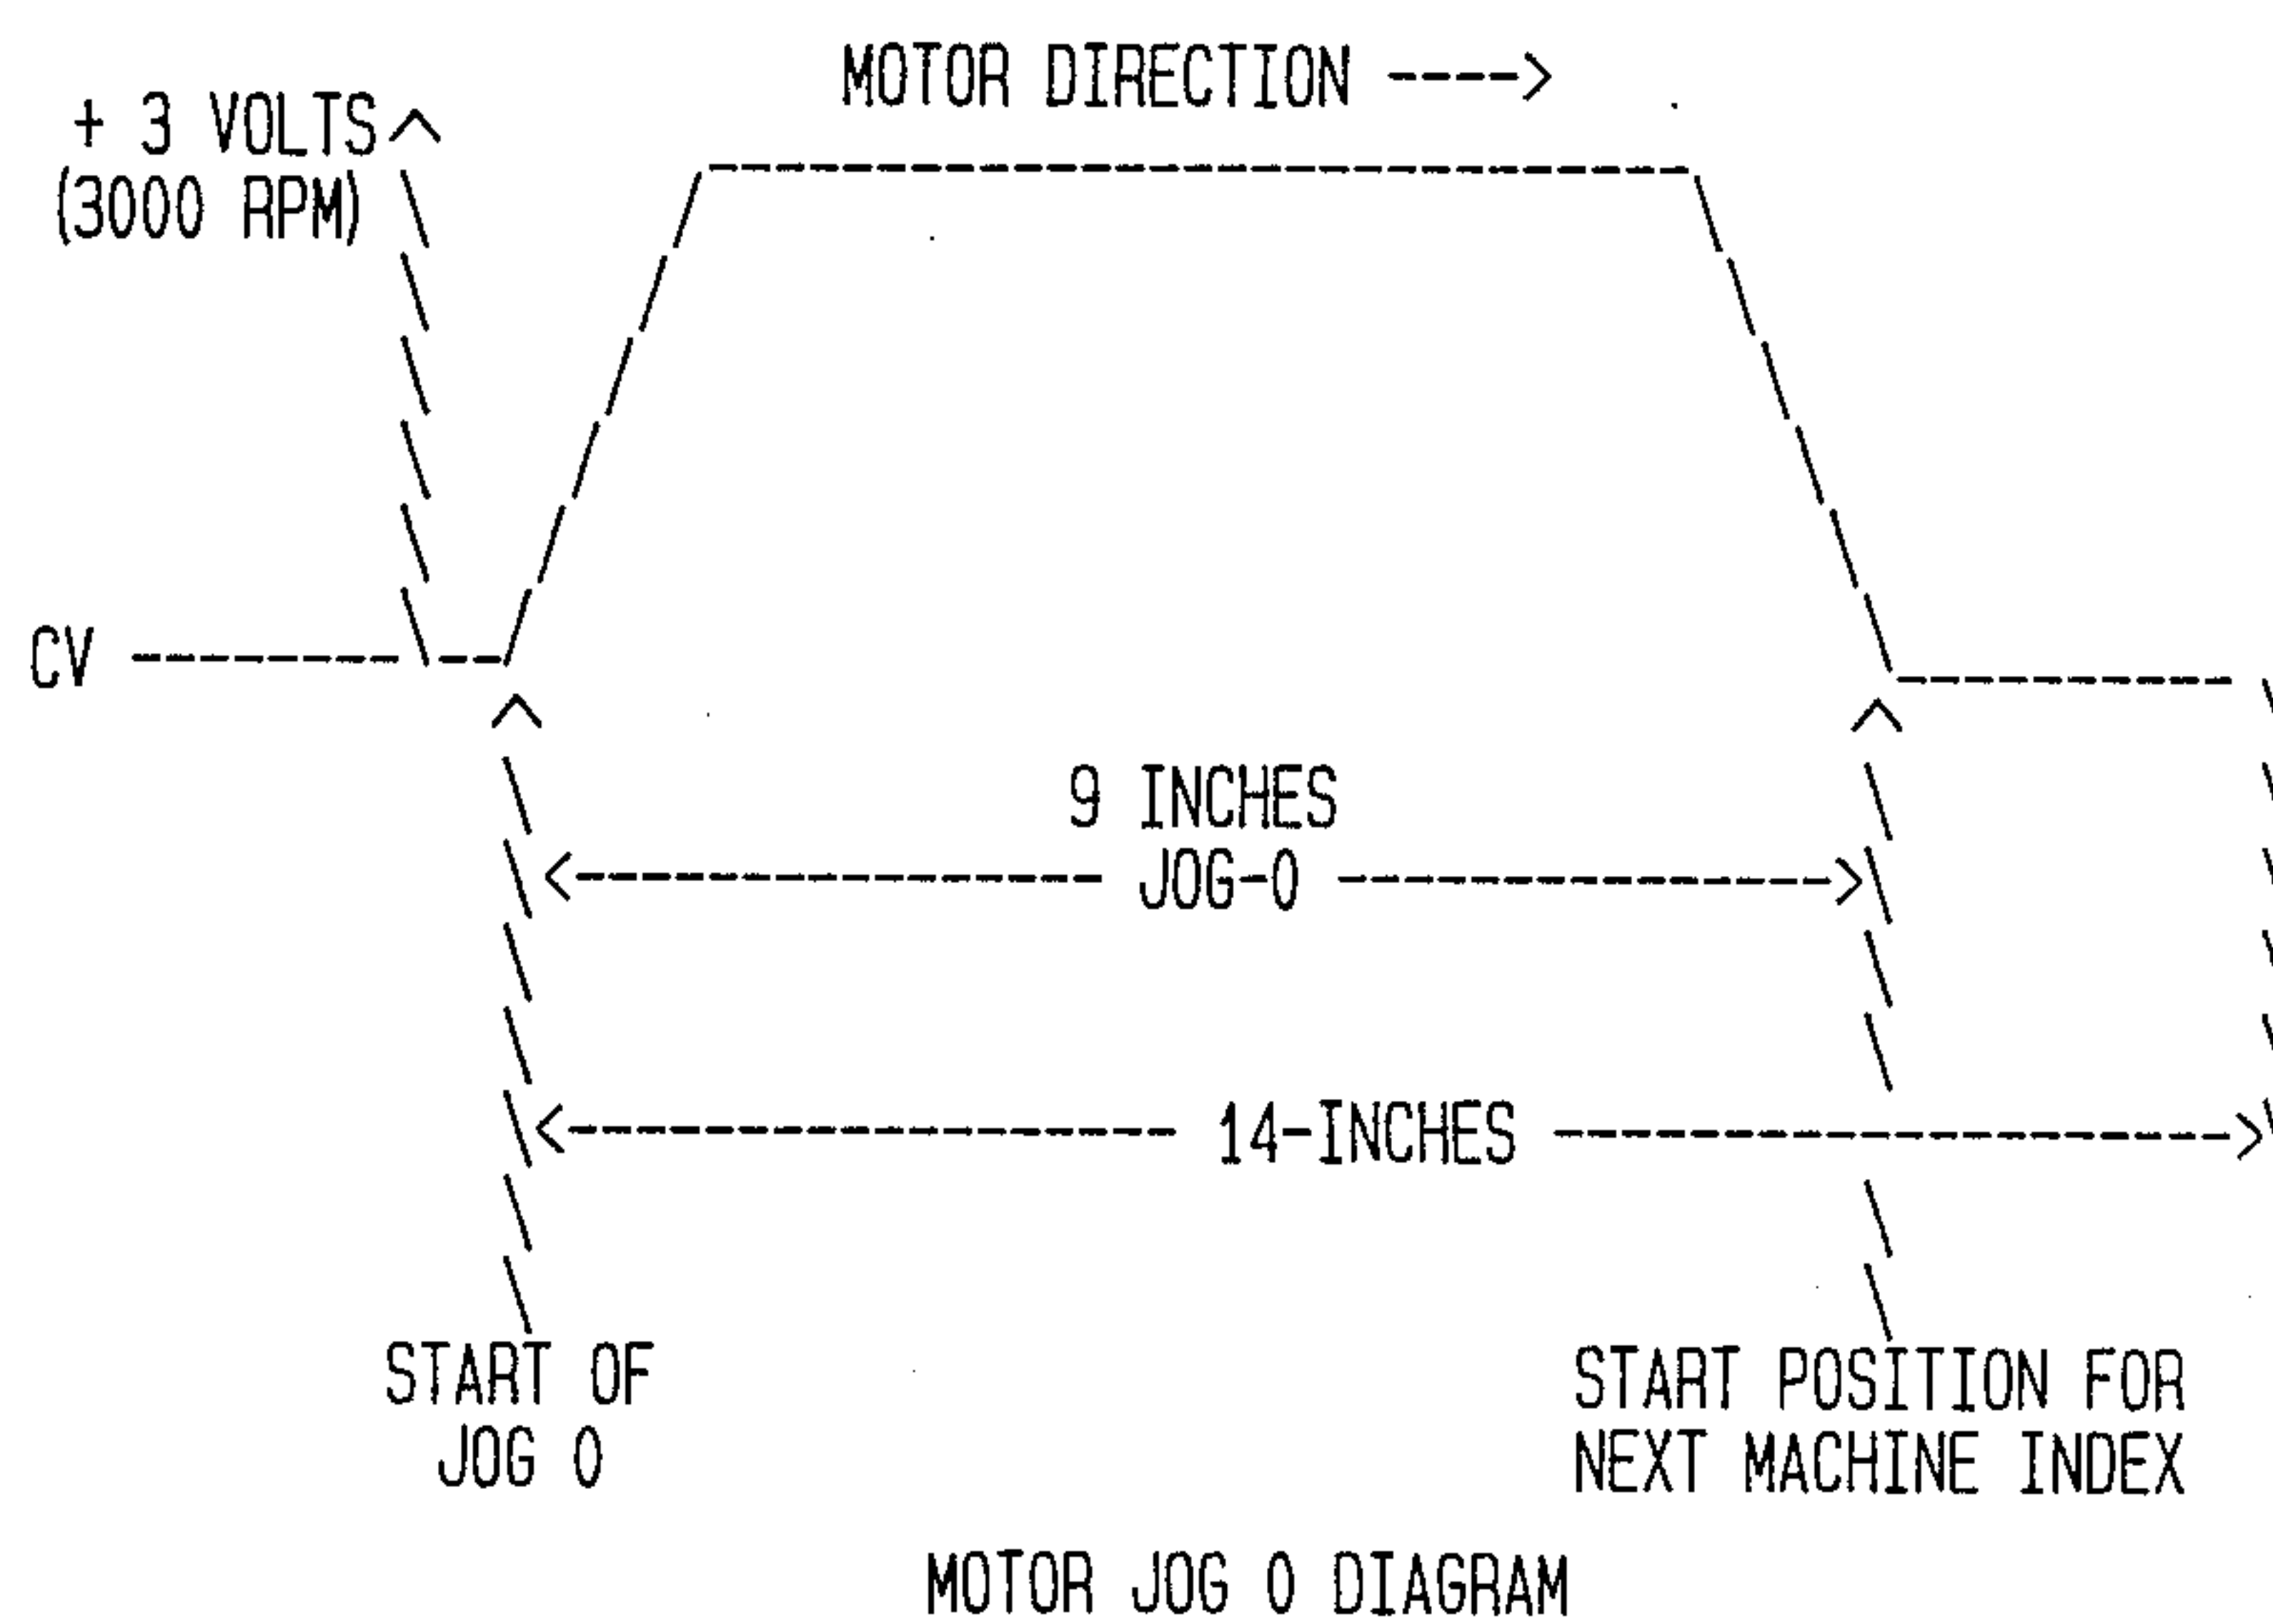 MOTOR DIRECTION ---->
+ 3 VOLTS
(3000 RPM)
CV
9 INCHES
JOG-0
14-INCHES
START OF
JOG 0
START POSITION FOR
NEXT MACHINE INDEX
MOTOR JOG 0 DIAGRAM